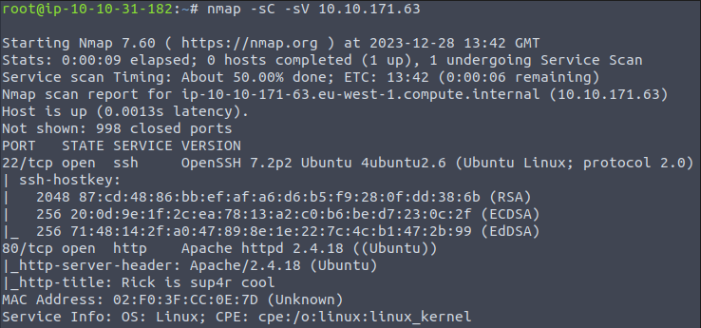 root@ip-10-10-31-182:~# nmap -sC -sV 10.10.171.63
Starting Nmap 7.60 ( https://nmap.org ) at 2023-12-28 13:42 GMT
Stats: 0:00:09 elapsed; 0 hosts completed (1 up), 1 undergoing Service Scan
Service scan Timing: About 50.00% done; ETC: 13:42 (0:00:06 remaining)
Nmap scan report for ip-10-10-171-63.eu-west-1.compute.internal (10.10.171.63)
Host is up (0.0013s latency).
Not shown: 998 closed ports
PORT   STATE SERVICE VERSION
22/tcp open  ssh     OpenSSH 7.2p2 Ubuntu 4ubuntu2.6 (Ubuntu Linux; protocol 2.0)
| ssh-hostkey:
|   2048 87:cd:48:86:bb:ef:af:a6:d6:b5:f9:28:0f:dd:38:6b (RSA)
|   256 20:0d:9e:1f:2c:ea:78:13:a2:c0:b6:be:d7:23:0c:2f (ECDSA)
|_  256 71:48:14:2f:a0:47:89:8e:1e:22:7c:4c:b1:47:2b:99 (EdDSA)
80/tcp open  http    Apache httpd 2.4.18 ((Ubuntu))
|_http-server-header: Apache/2.4.18 (Ubuntu)
|_http-title: Rick is sup4r cool
MAC Address: 02:F0:3F:CC:0E:7D (Unknown)
Service Info: OS: Linux; CPE: cpe:/o:linux:linux_kernel